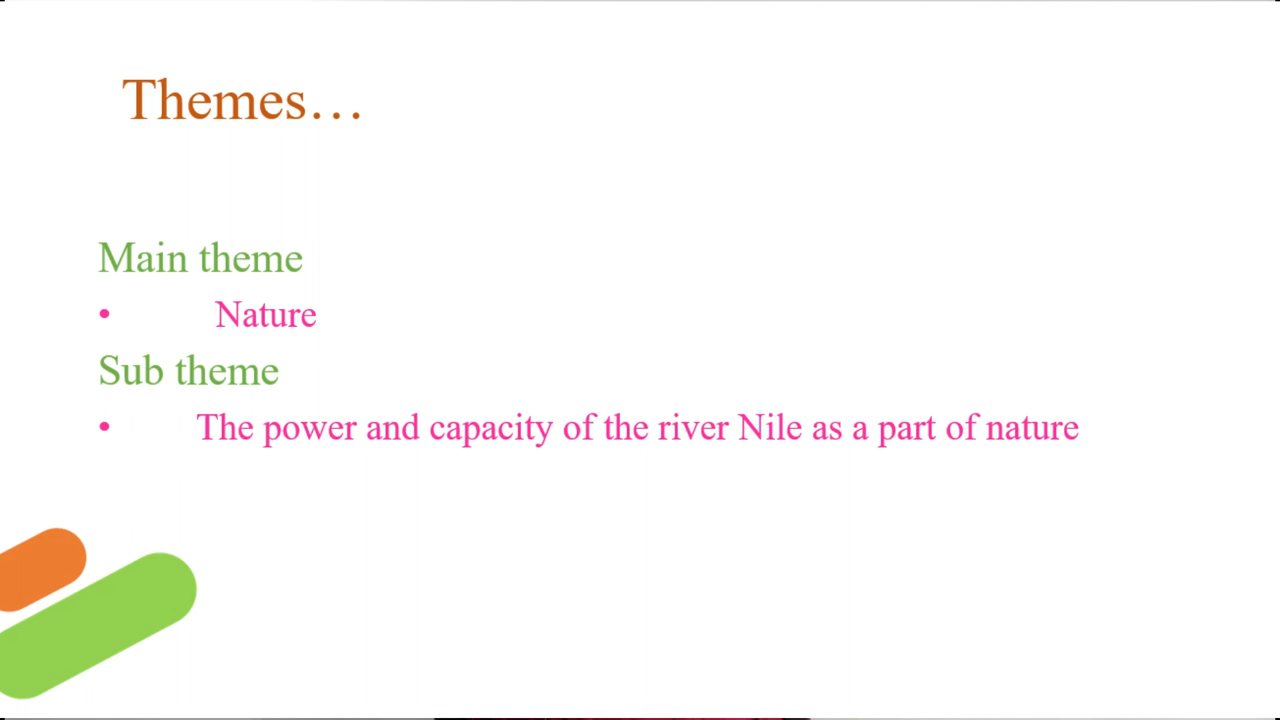 Themes…
Main theme
• Nature
Sub theme
• The power and capacity of the river Nile as a part of nature